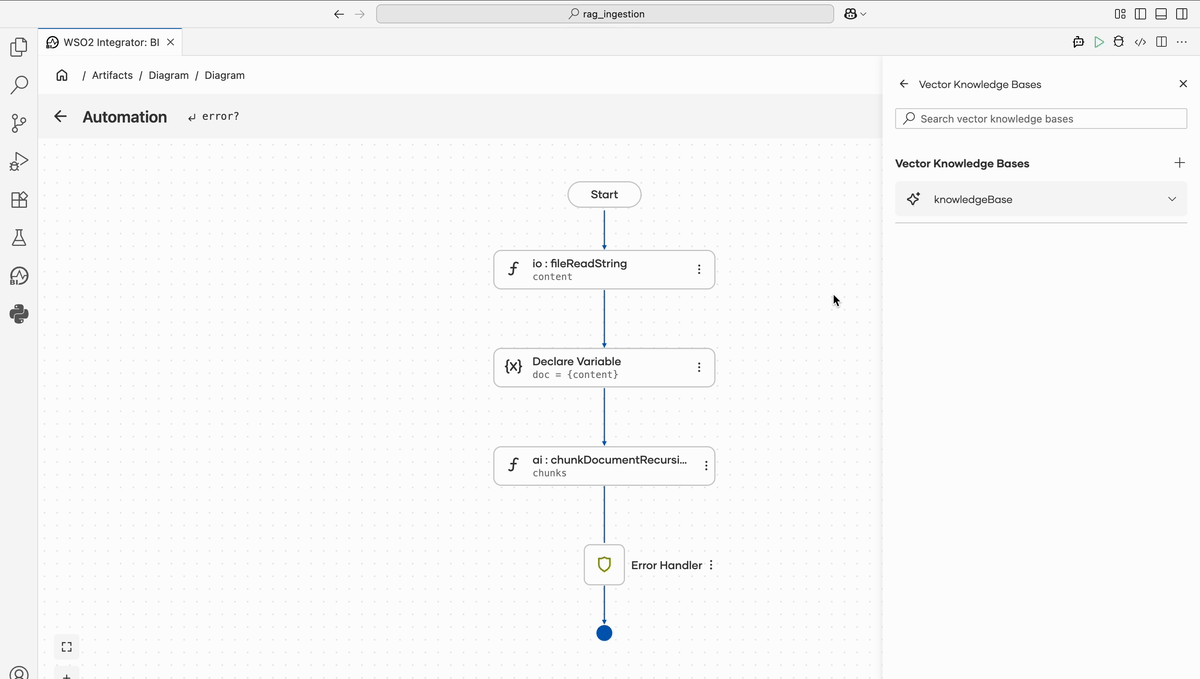 rag_ingestion
WSO2 Integrator: BI
/ Artifacts / Diagram / Diagram
Vector Knowledge Bases
Automation
error?
Search vector knowledge bases
Vector Knowledge Bases
knowledgeBase
Start
io : fileReadString
content
{x}
Declare Variable
doc = {content}
ai : chunkDocumentRecursi...
chunks
Error Handler
BI